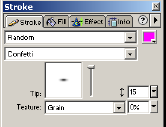 Stroke
Stroke Fill Effect Info ?
Random
Confetti
Tip: 15
Texture: Grain 0%